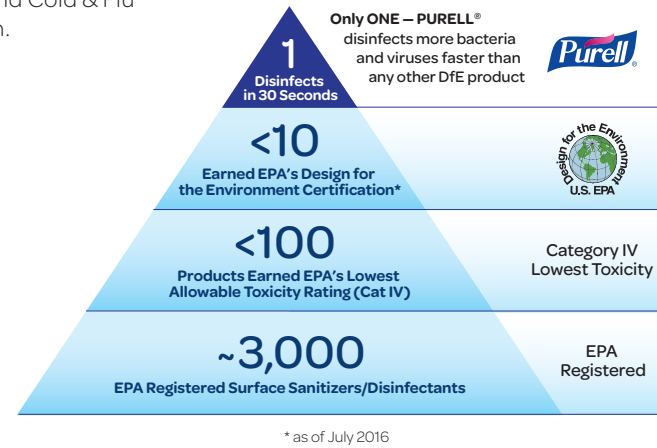 nd Cold & Flu
n.
Only ONE – PURELL®
disinfects more bacteria
and viruses faster than
any other DfE product
Purell®
1
Disinfects
in 30 Seconds
<10
Earned EPA's Design for
the Environment Certification*
Design for the Environment
U.S. EPA
<100
Products Earned EPA's Lowest
Allowable Toxicity Rating (Cat IV)
Category IV
Lowest Toxicity
~3,000
EPA Registered Surface Sanitizers/Disinfectants
EPA
Registered
* as of July 2016